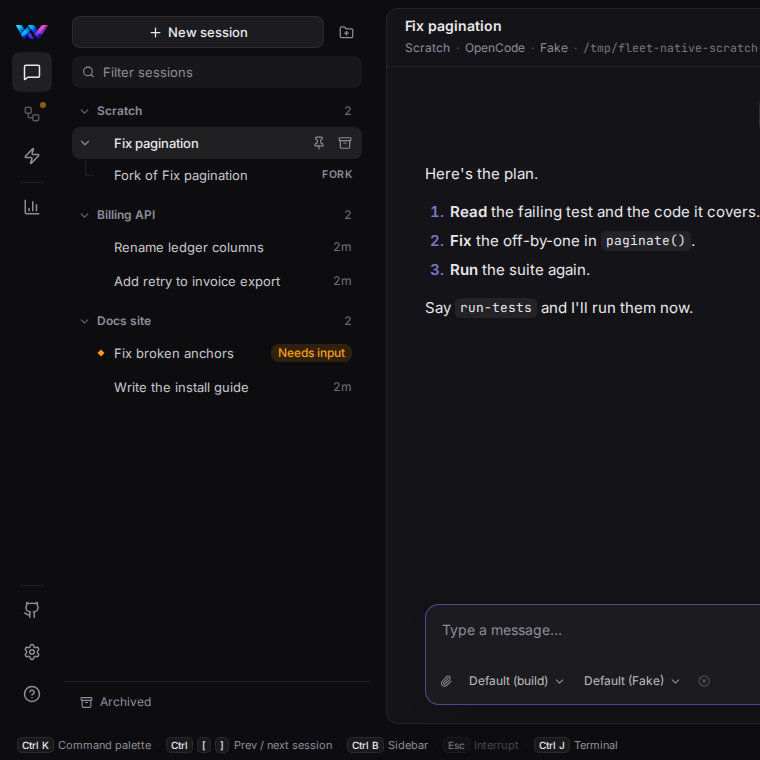 New session
Filter sessions
Scratch 2
Fix pagination
Fork of Fix pagination FORK
Billing API 2
Rename ledger columns 2m
Add retry to invoice export 2m
Docs site 2
Fix broken anchors Needs input
Write the install guide 2m
Archived
Fix pagination
Scratch · OpenCode · Fake · /tmp/fleet-native-scratch-
Here's the plan.
1. Read the failing test and the code it covers.
2. Fix the off-by-one in paginate().
3. Run the suite again.
Say run-tests and I'll run them now.
Type a message...
Default (build) Default (Fake)
Ctrl K Command palette Ctrl [ ] Prev / next session Ctrl B Sidebar Esc Interrupt Ctrl J Terminal